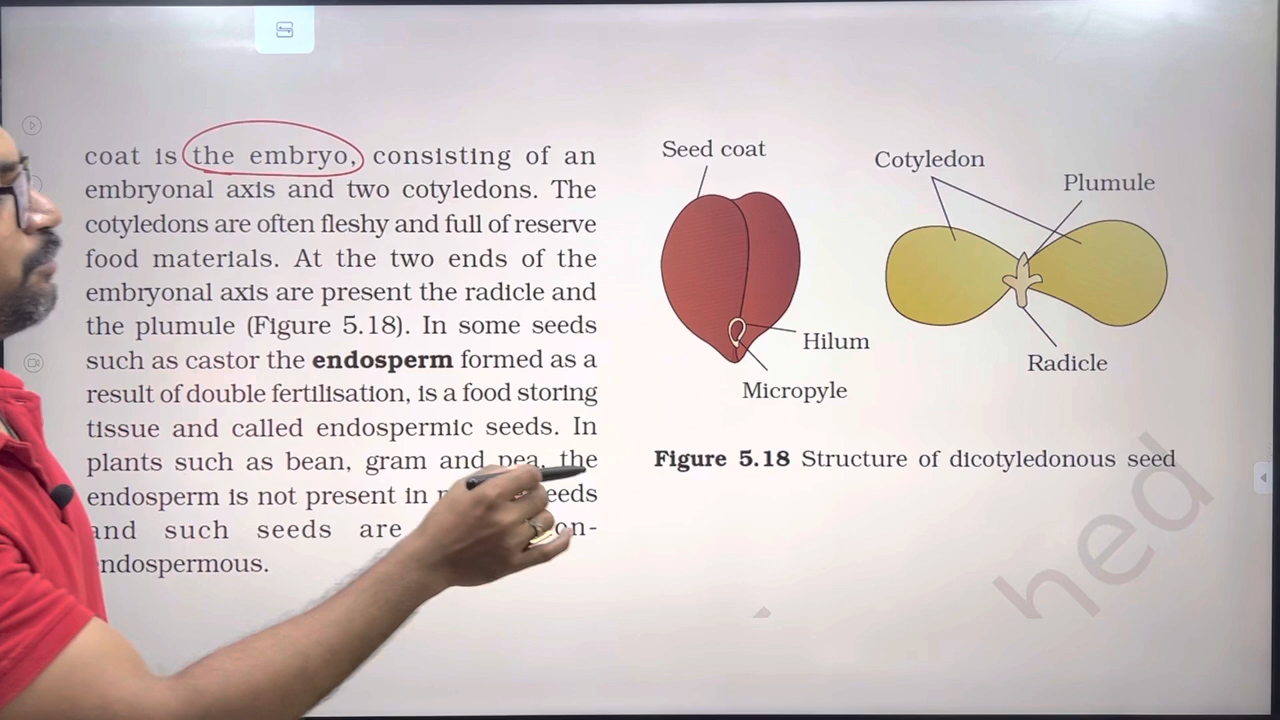 coat is the embryo, consisting of an
embryonal axis and two cotyledons. The
cotyledons are often fleshy and full of reserve
food materials. At the two ends of the
embryonal axis are present the radicle and
the plumule (Figure 5.18). In some seeds
such as castor the endosperm formed as a
result of double fertilisation, is a food storing
tissue and called endospermic seeds. In
plants such as bean, gram and pea, the
endosperm is not present in eeds
and such seeds are on-
ndospermous.
Seed coat
Hilum
Micropyle
Cotyledon
Plumule
Radicle
Figure 5.18 Structure of dicotyledonous seed
hed